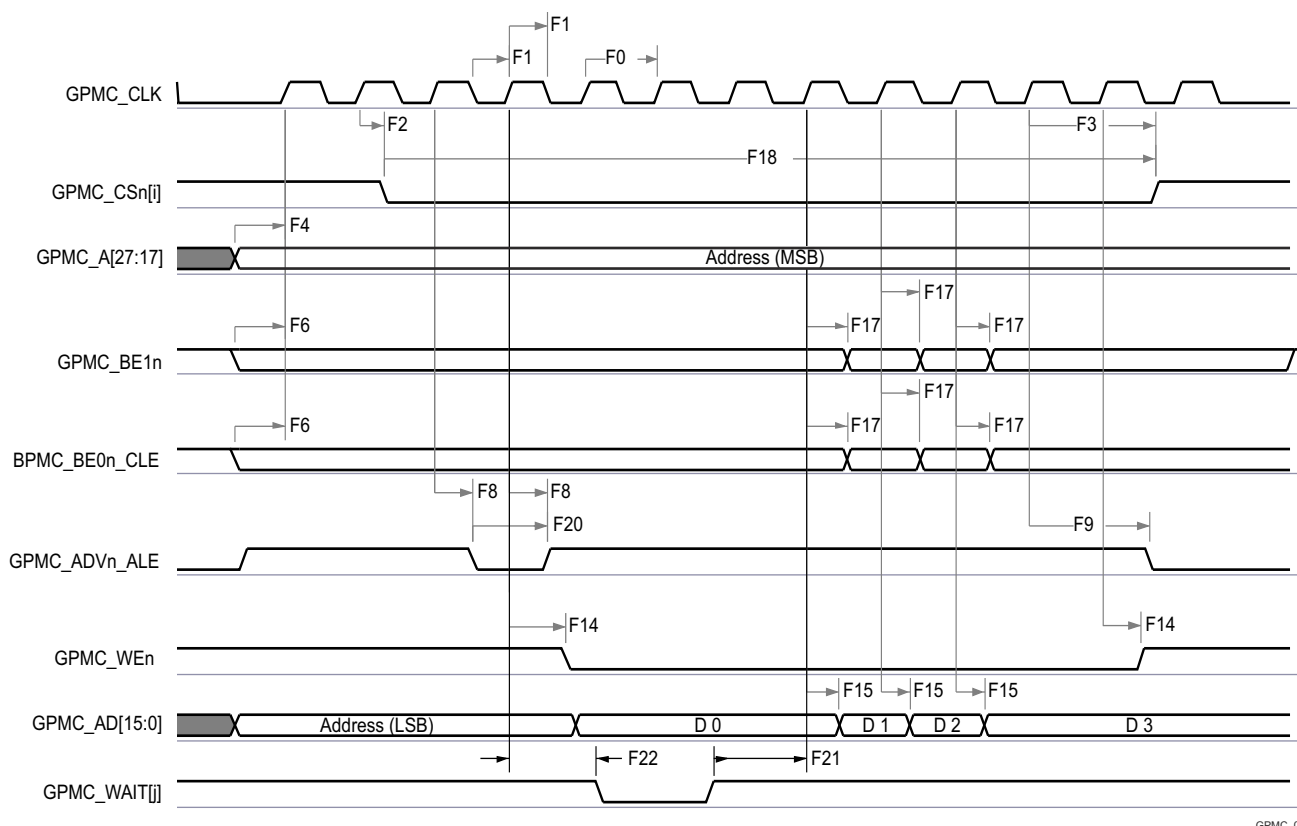 F1
F1
F0
GPMC_CLK
F2
F3
F18
GPMC_CSn[i]
F4
GPMC_A[27:17]
Address (MSB)
F17
F6
F17
F17
GPMC_BE1n
F17
F6
F17
F17
BPMC_BE0n_CLE
F8
F8
F20
F9
GPMC_ADVn_ALE
F14
F14
GPMC_WEn
F15
F15
F15
GPMC_AD[15:0]
Address (LSB)
D 0
D 1
D 2
D 3
F22
F21
GPMC_WAIT[j]